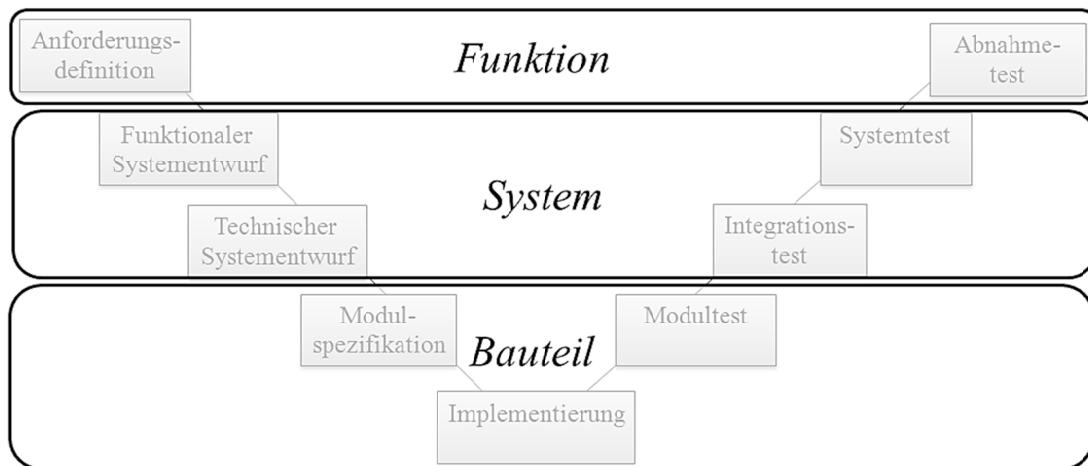 Anforderungs-
definition
Funktion
Abnahme-
test
Funktionaler
Systementwurf
System
Systemtest
Technischer
Systementwurf
Integrations-
test
Modul-
spezifikation
Bauteil
Modultest
Implementierung